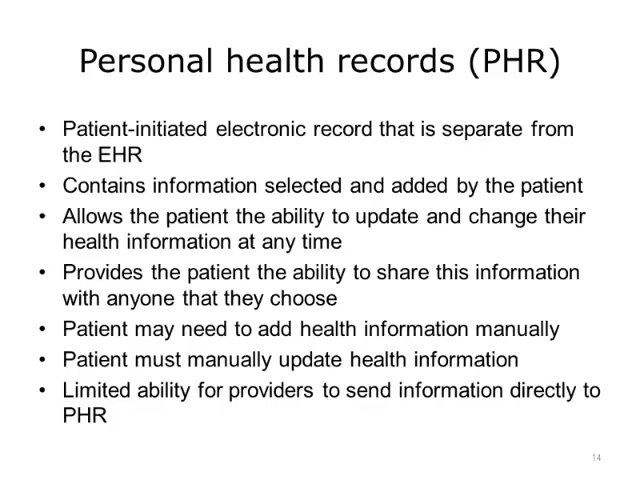 Personal health records (PHR)
• Patient-initiated electronic record that is separate from
the EHR
• Contains information selected and added by the patient
• Allows the patient the ability to update and change their
health information at any time
• Provides the patient the ability to share this information
with anyone that they choose
• Patient may need to add health information manually
• Patient must manually update health information
• Limited ability for providers to send information directly to
PHR
14